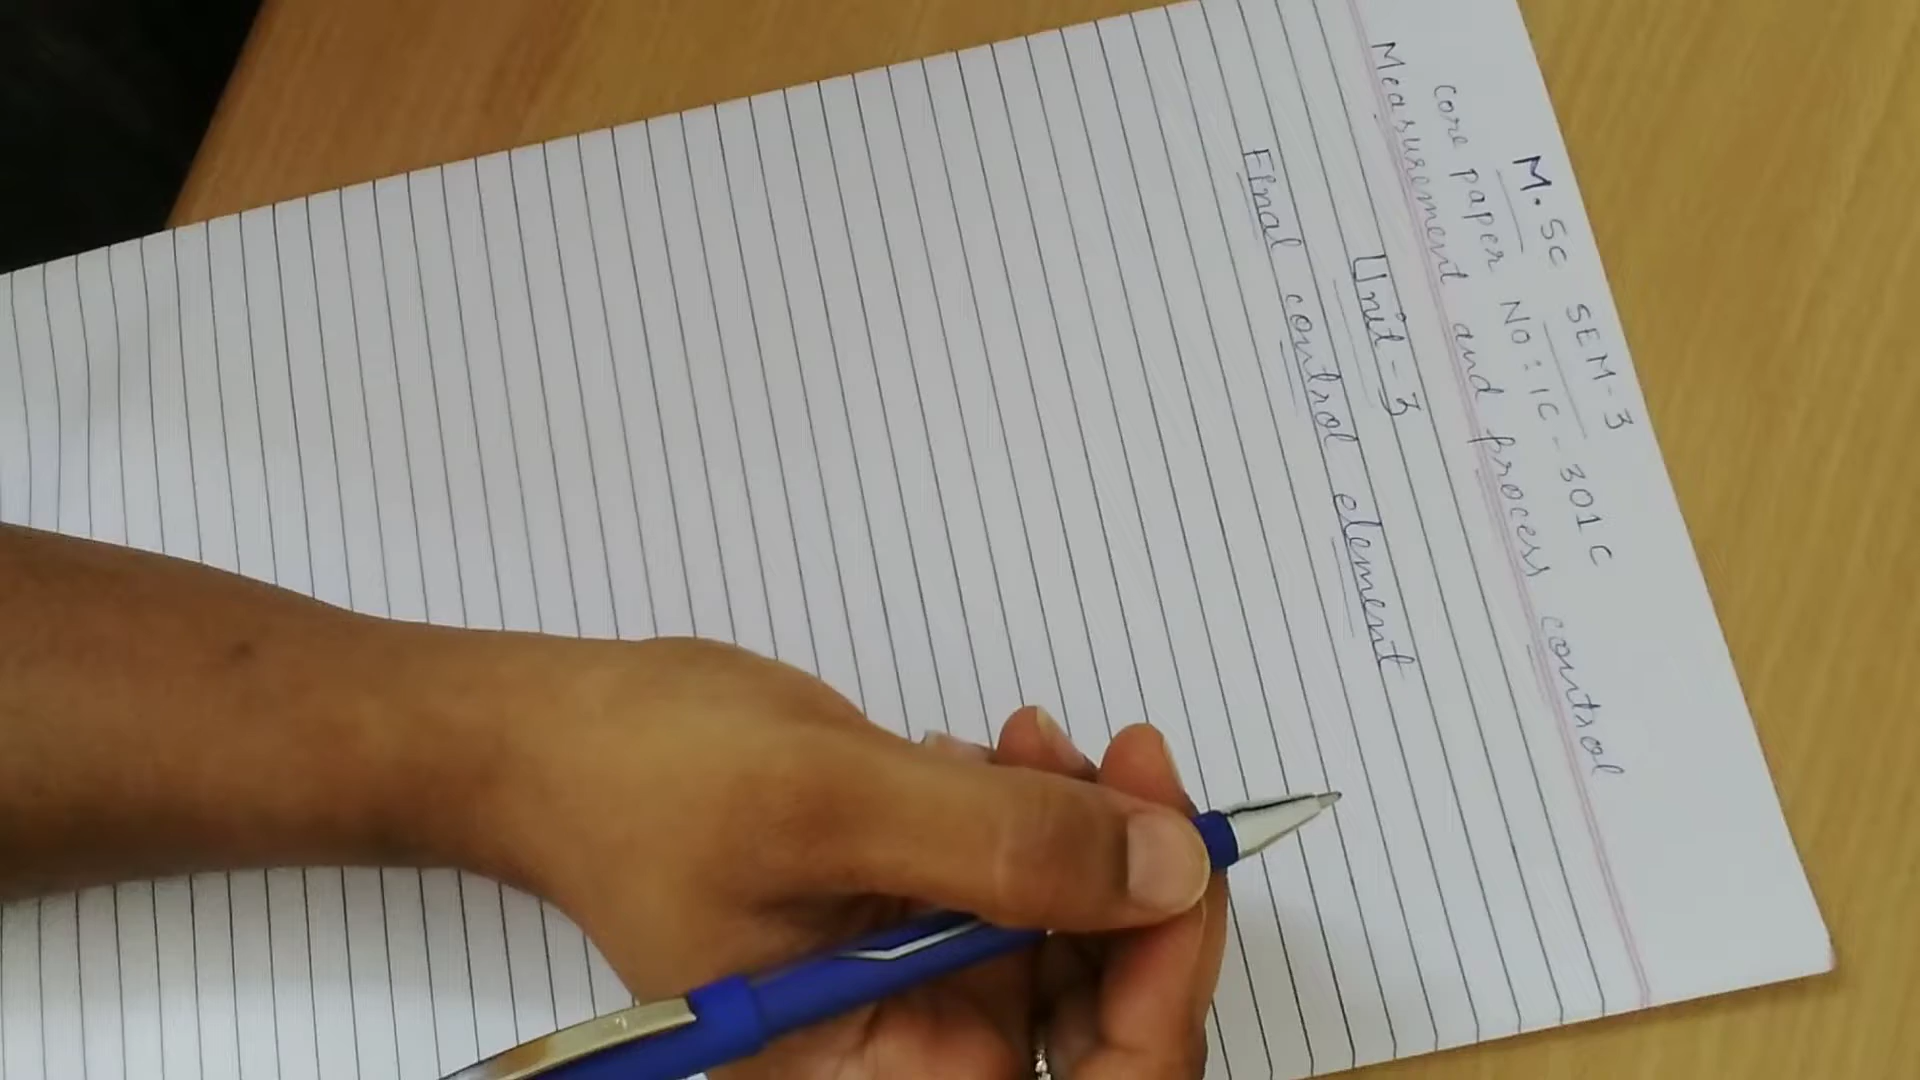 M.Sc SEM-3
Core paper No: IC-301C
Measurement and process control
Unit-3
Final control element